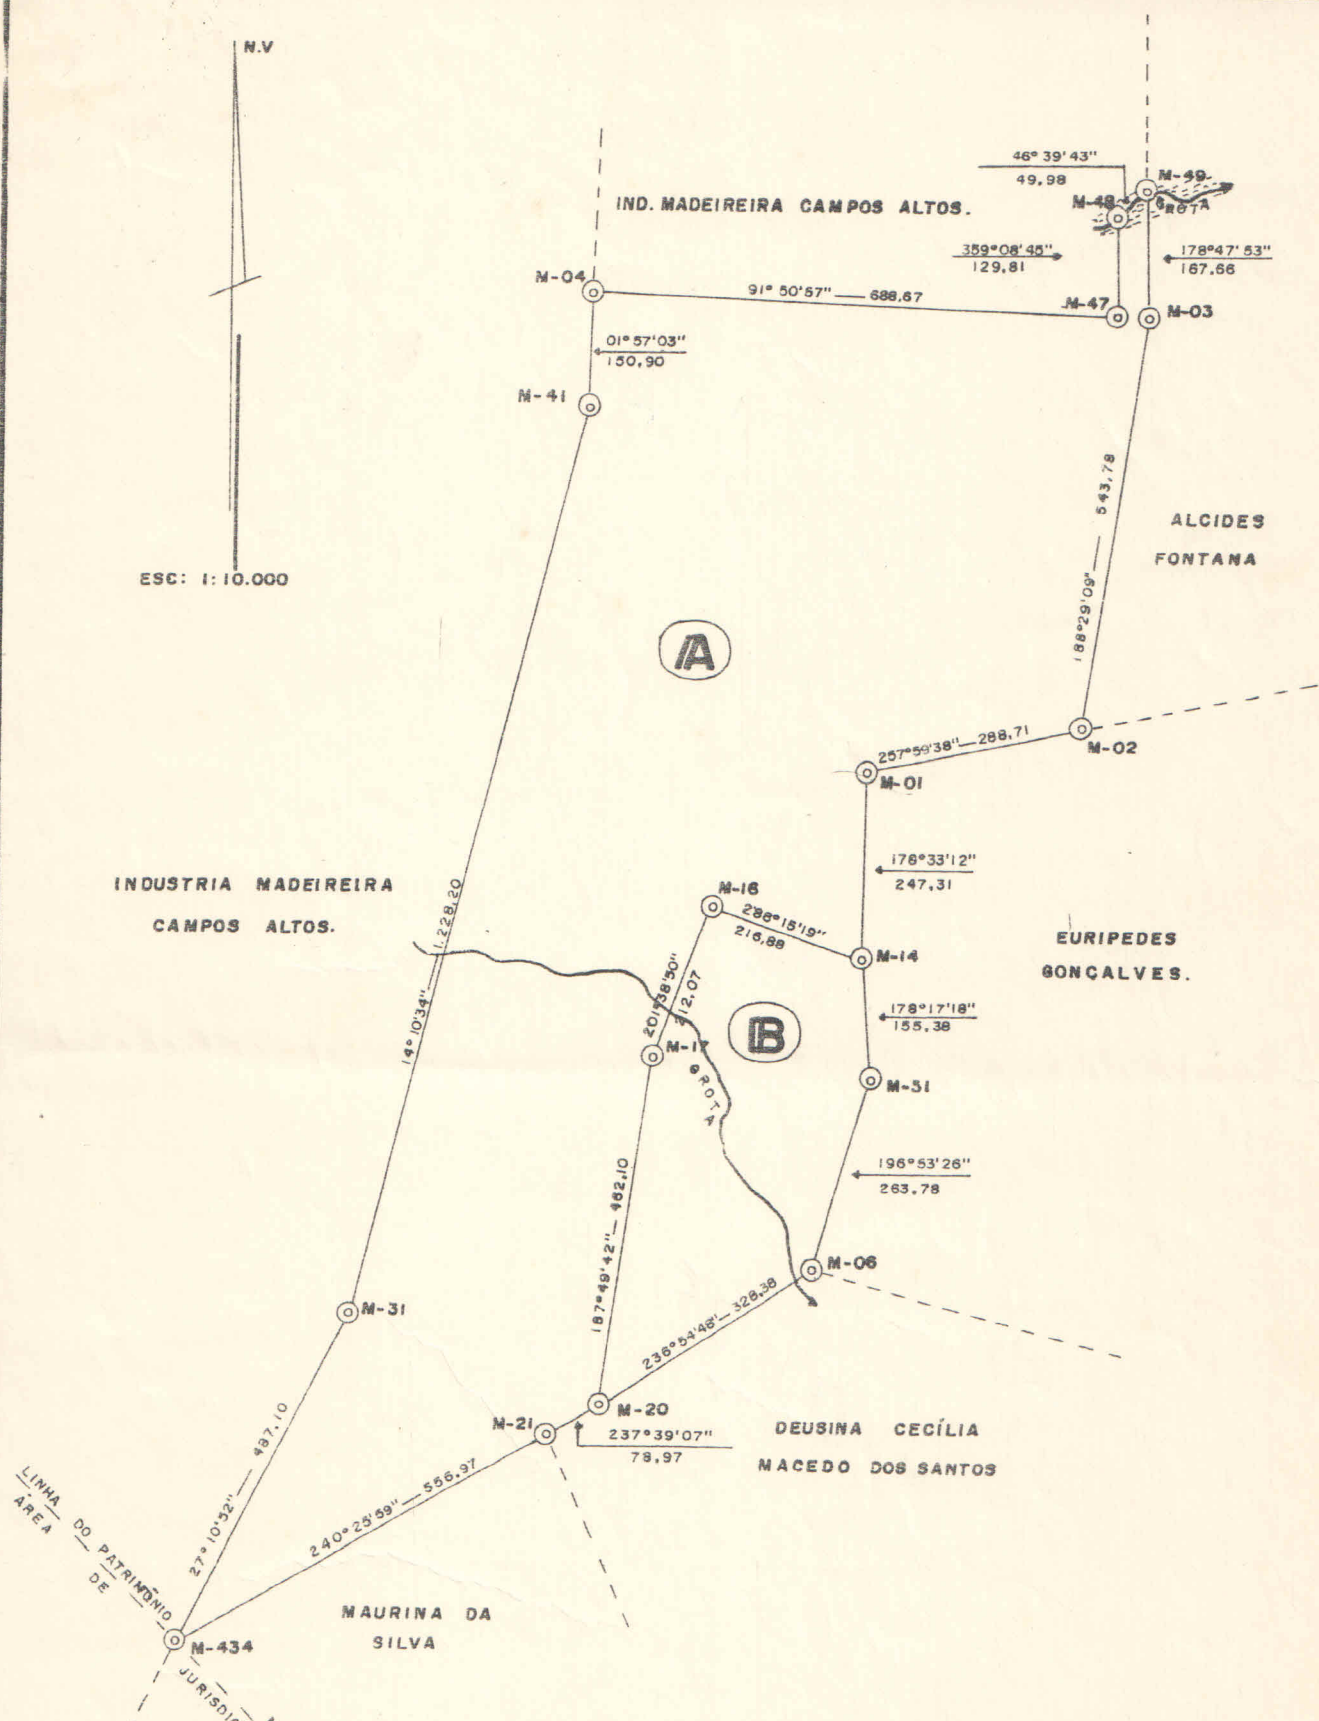 N.V
46° 39' 43"
49,98
M-49
IND. MADEIREIRA CAMPOS ALTOS.
M-48
GROTA
359°08'45"
129,81
178°47'53"
167,66
M-04
91° 50'57" — 688,67
M-47
M-03
01°57'03"
150,90
M-41
188°29'09" — 543,78
ALCIDES
FONTANA
ESC: 1:10.000
A
257°59'38" — 288,71
M-02
M-01
176°33'12"
247,31
INDUSTRIA MADEIREIRA
CAMPOS ALTOS.
14° 10'34" — 1.228,20
M-16
286°15'19"
216,88
M-14
EURIPEDES
GONÇALVES.
201°38'50"
212,07
178°17'18"
155,38
B
M-17
GROTA
M-51
196°53'26"
263,78
187°49'42" — 462,10
M-06
M-31
236°54'48" — 328,38
M-20
M-21
237°39'07"
78,97
DEUSINA CECÍLIA
MACEDO DOS SANTOS
27° 10'52" — 487,10
240°25'59" — 556,97
LINHA DO PATRIMÔNIO
ÁREA DE
MAURINA DA
SILVA
M-434
JURISDIC